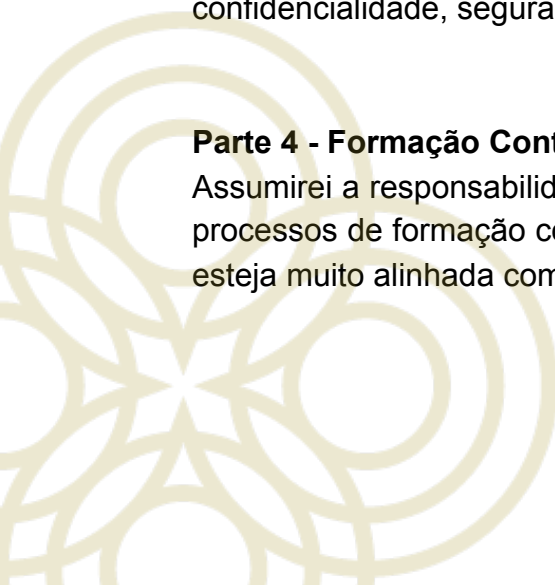 confidencialidade, segura
Parte 4 - Formação Cont
Assumirei a responsabilid
processos de formação co
esteja muito alinhada com